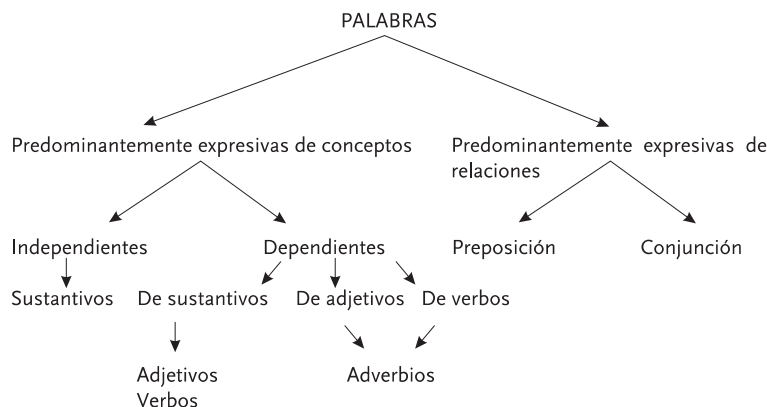 PALABRAS
Predominantemente expresivas de conceptos
Predominantemente expresivas de
relaciones
Independientes
Dependientes
Preposición
Conjunción
Sustantivos
De sustantivos
De adjetivos
De verbos
Adjetivos
Verbos
Adverbios